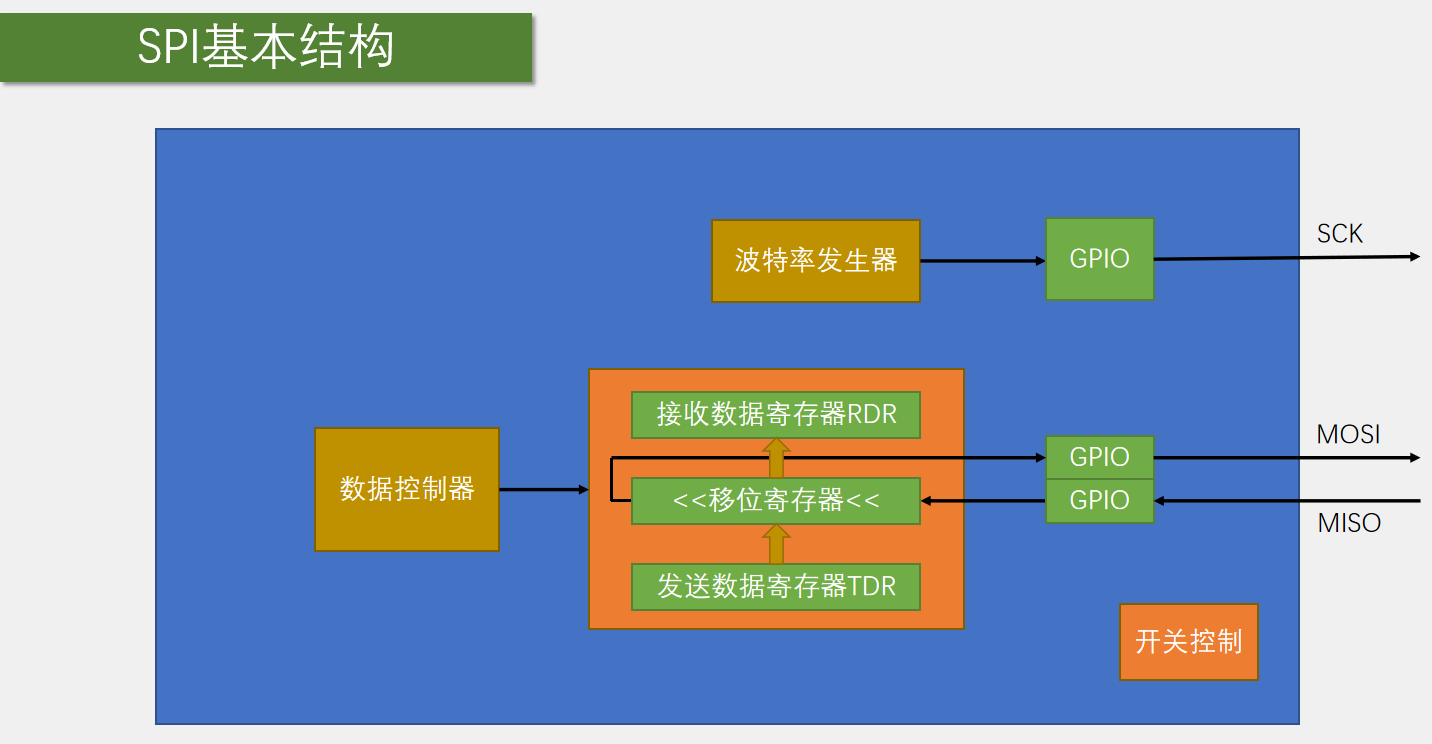 SPI基本结构
波特率发生器
GPIO
SCK
接收数据寄存器RDR
MOSI
GPIO
数据控制器
<<移位寄存器<<
GPIO
MISO
发送数据寄存器TDR
开关控制